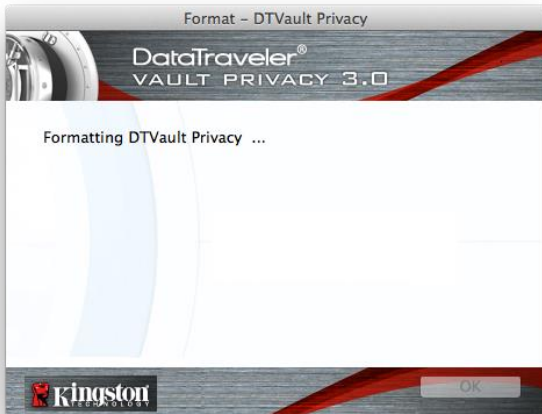 Format – DTVault Privacy
DataTraveler®
VAULT PRIVACY 3.0
Formatting DTVault Privacy ...
Kingston
TECHNOLOGY
OK